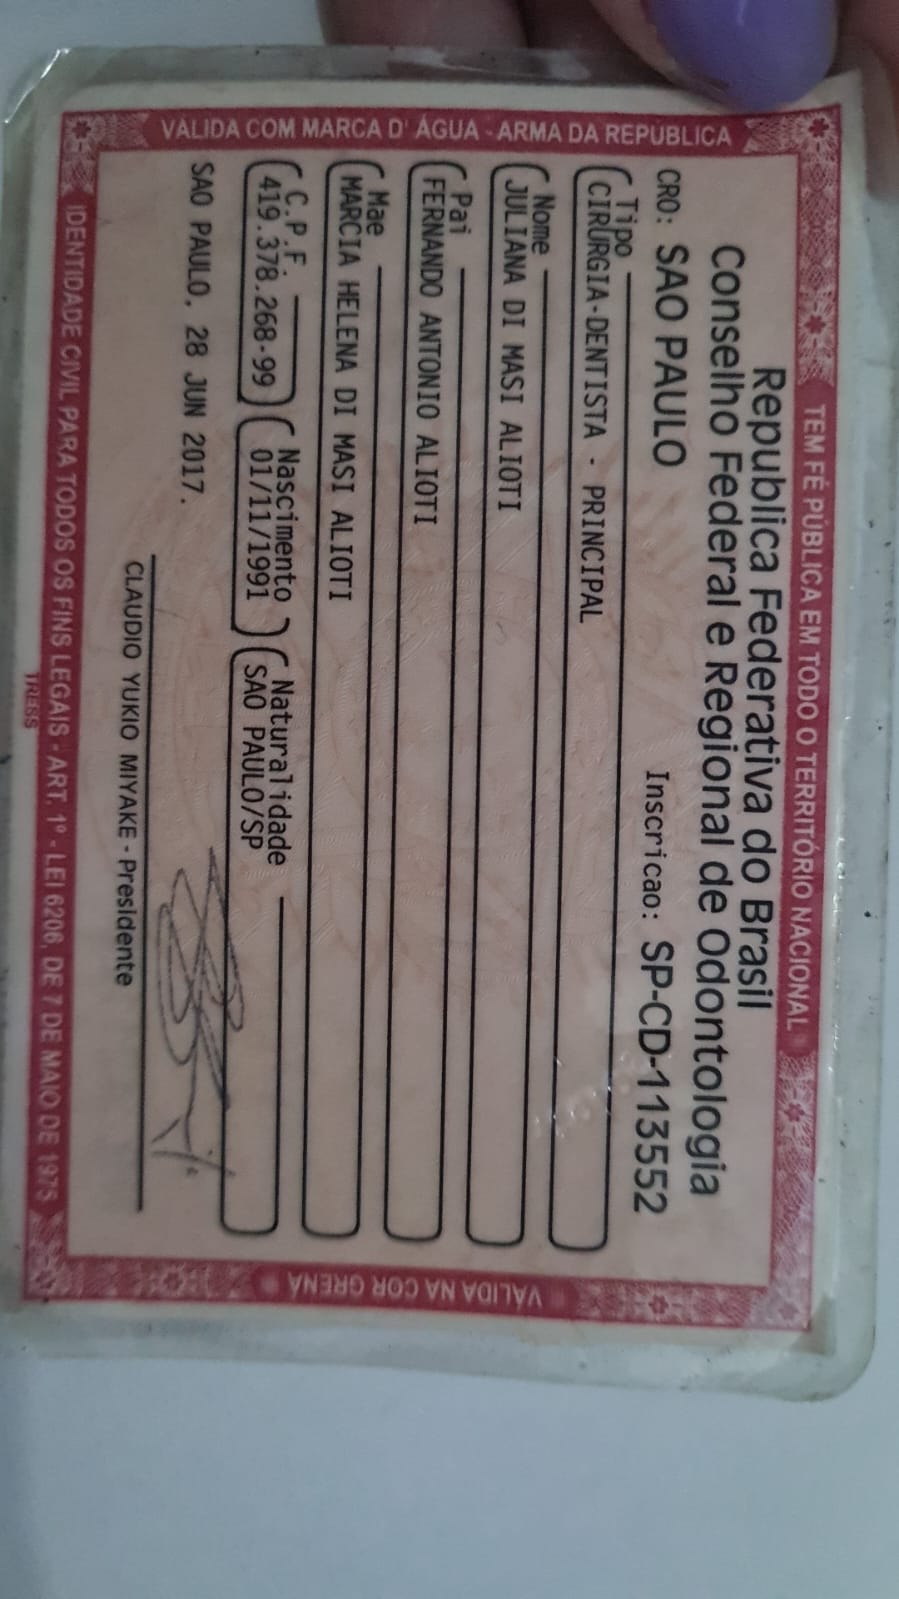 VALIDA COM MARCA D' ÁGUA - ARMA DA REPUBLICA
TEM FÉ PÚBLICA EM TODO O TERRITÓRIO NACIONAL
Republica Federativa do Brasil
Conselho Federal e Regional de Odontologia
CRO: SAO PAULO Inscricao: SP-CD-113552
Tipo
CIRURGIA-DENTISTA - PRINCIPAL
Nome
JULIANA DI MASI ALIOTI
Pai
FERNANDO ANTONIO ALIOTI
Mae
MARCIA HELENA DI MASI ALIOTI
C.P.F. Nascimento Naturalidade
419.378.268-99 01/11/1991 SAO PAULO/SP
SAO PAULO, 28 JUN 2017.
CLAUDIO YUKIO MIYAKE - Presidente
VÁLIDA NA COR GRENÁ
IDENTIDADE CIVIL PARA TODOS OS FINS LEGAIS - ART. 1º - LEI 6206, DE 7 DE MAIO DE 1975